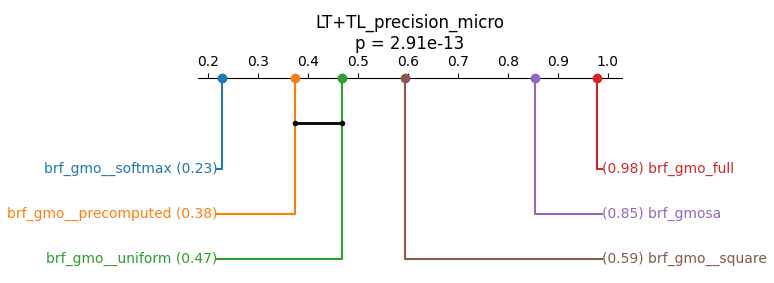 LT+TL_precision_micro
p = 2.91e-13
0.2 0.3 0.4 0.5 0.6 0.7 0.8 0.9 1.0
brf_gmo__softmax (0.23) (0.98) brf_gmo_full
brf_gmo__precomputed (0.38) (0.85) brf_gmosa
brf_gmo__uniform (0.47) (0.59) brf_gmo__square